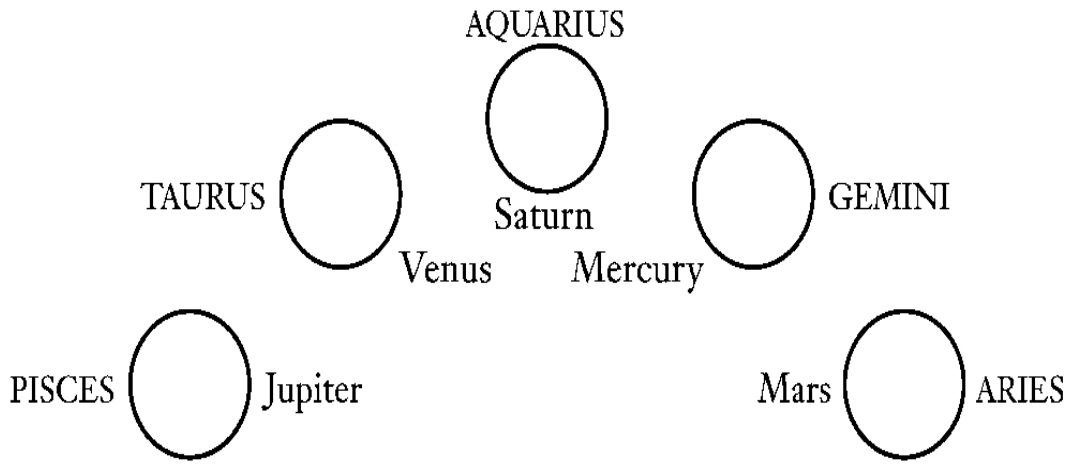 AQUARIUS
TAURUS
Saturn
GEMINI
Venus
Mercury
PISCES
Jupiter
Mars
ARIES